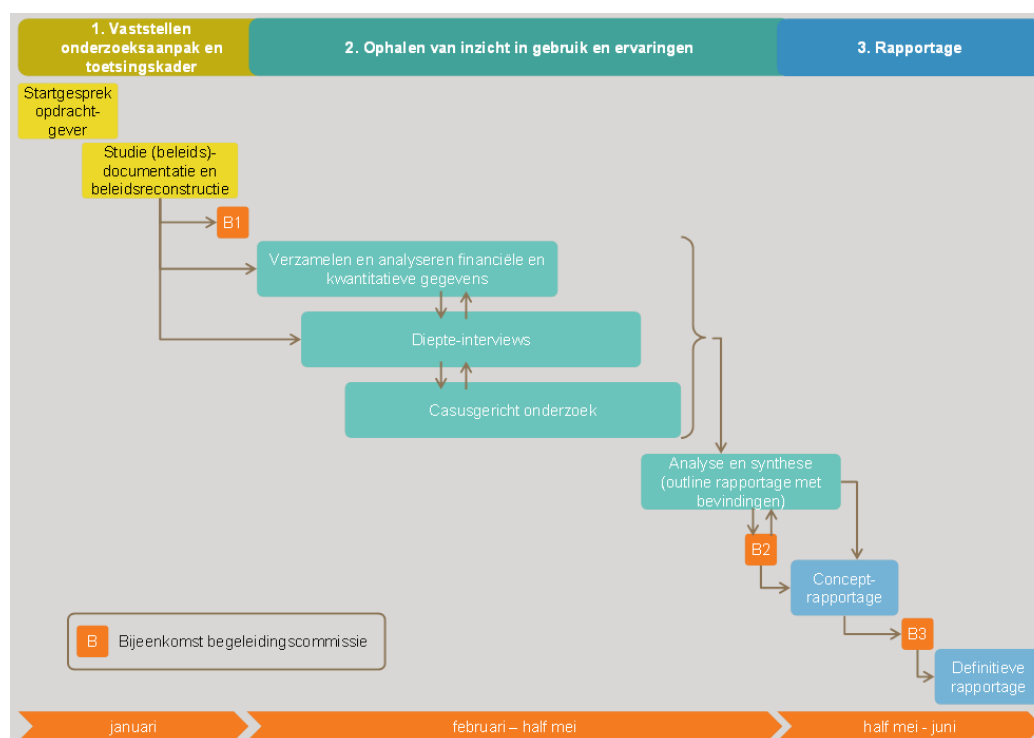 1. Vaststellen
onderzoeksaanpak en
toetsingskader
2. Ophalen van inzicht in gebruik en ervaringen
3. Rapportage
Startgesprek
opdracht-
gever
Studie (beleids)-
documentatie en
beleidsreconstructie
B1
Verzamelen en analyseren financiële en
kwantitatieve gegevens
Diepte-interviews
Casusgericht onderzoek
Analyse en synthese
(outline rapportage met
bevindingen)
B2
Concept-
rapportage
B3
Definitieve
rapportage
B Bijeenkomst begeleidingscommissie
januari
februari – half mei
half mei - juni